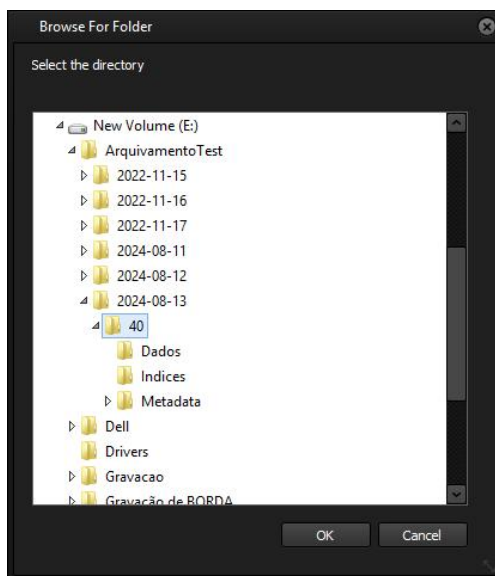 Browse For Folder
Select the directory
New Volume (E:)
ArquivamentoTest
2022-11-15
2022-11-16
2022-11-17
2024-08-11
2024-08-12
2024-08-13
40
Dados
Indices
Metadata
Dell
Drivers
Gravacao
Gravação de BORDA
OK Cancel